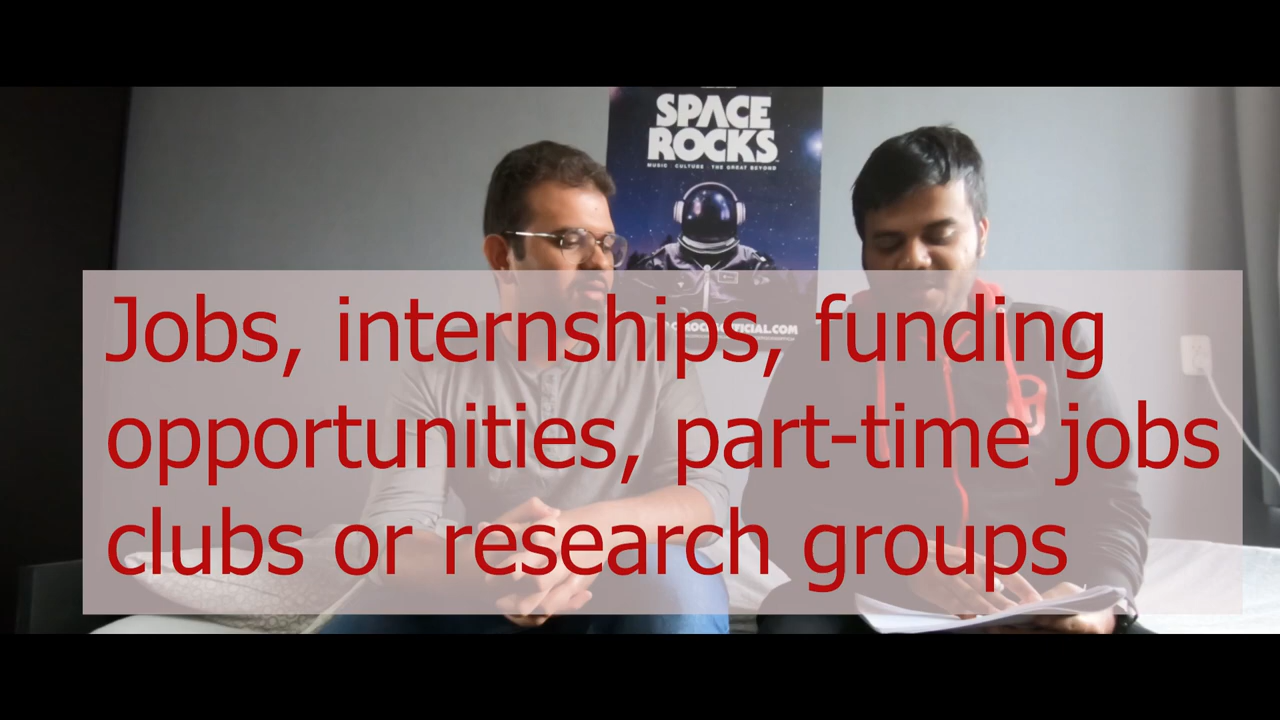 SPACE
ROCKS
MUSIC · CULTURE · THE GREAT BEYOND
Jobs, internships, funding
opportunities, part-time jobs
clubs or research groups